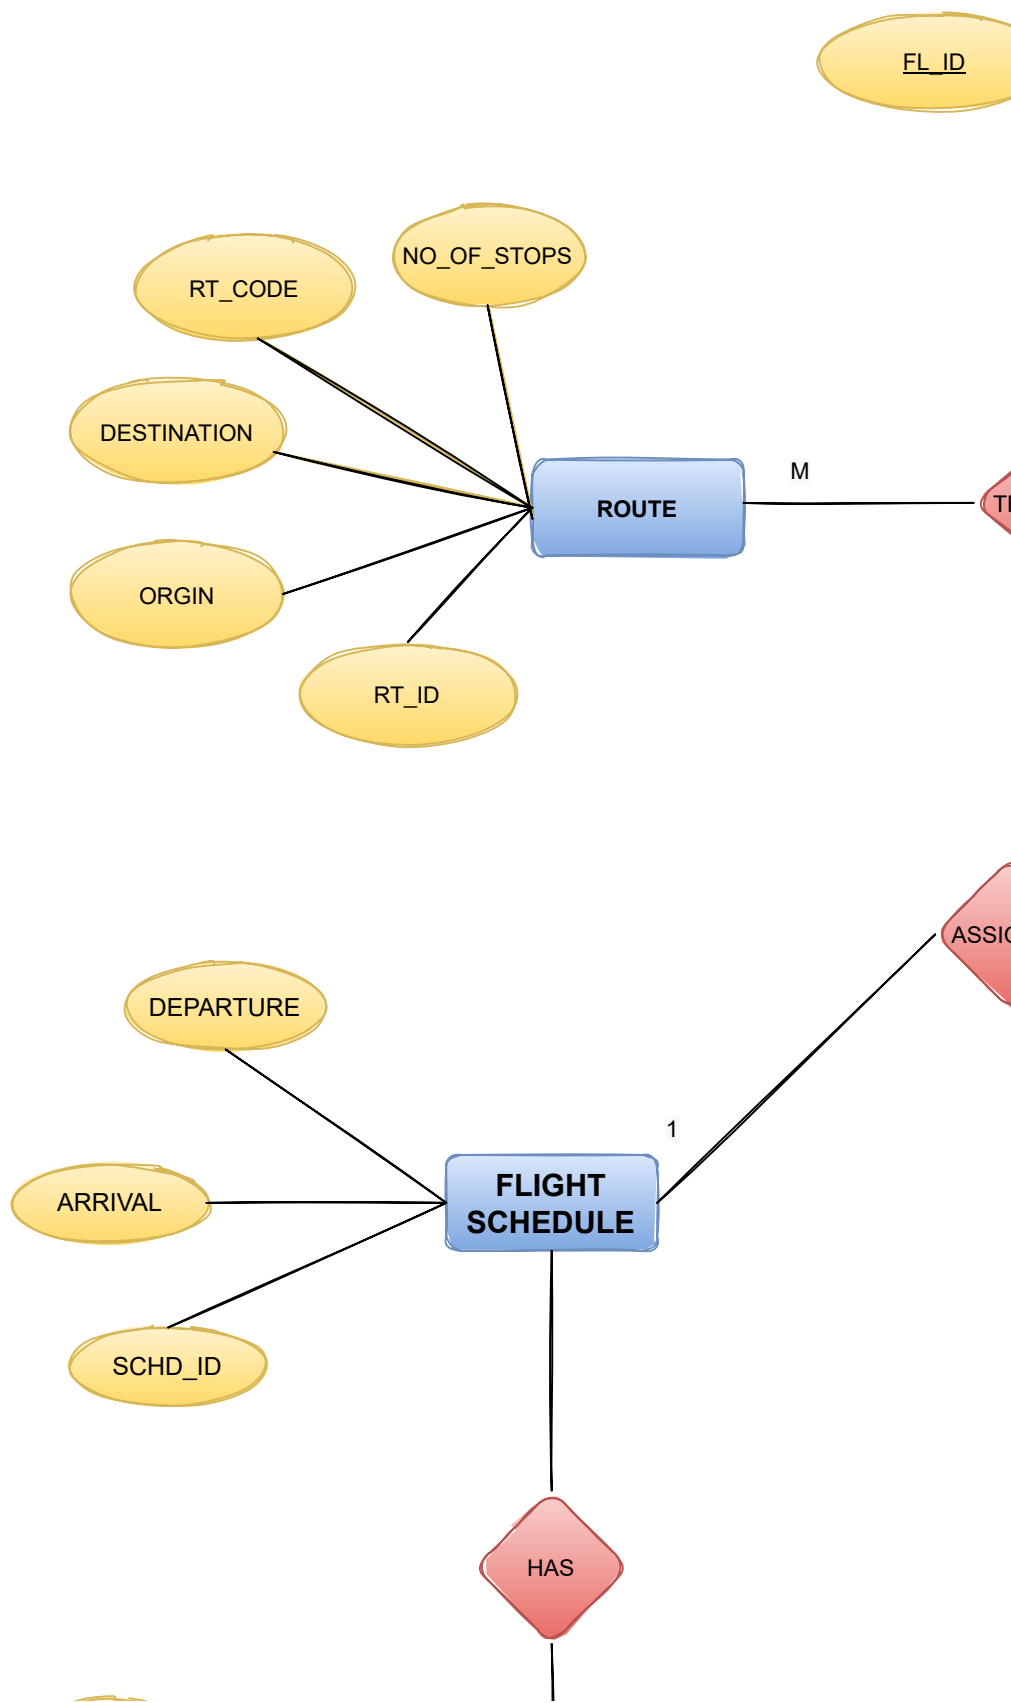 FL_ID
NO_OF_STOPS
RT_CODE
DESTINATION
M
ROUTE
ORGIN
RT_ID
DEPARTURE
1
FLIGHT
SCHEDULE
ARRIVAL
SCHD_ID
HAS